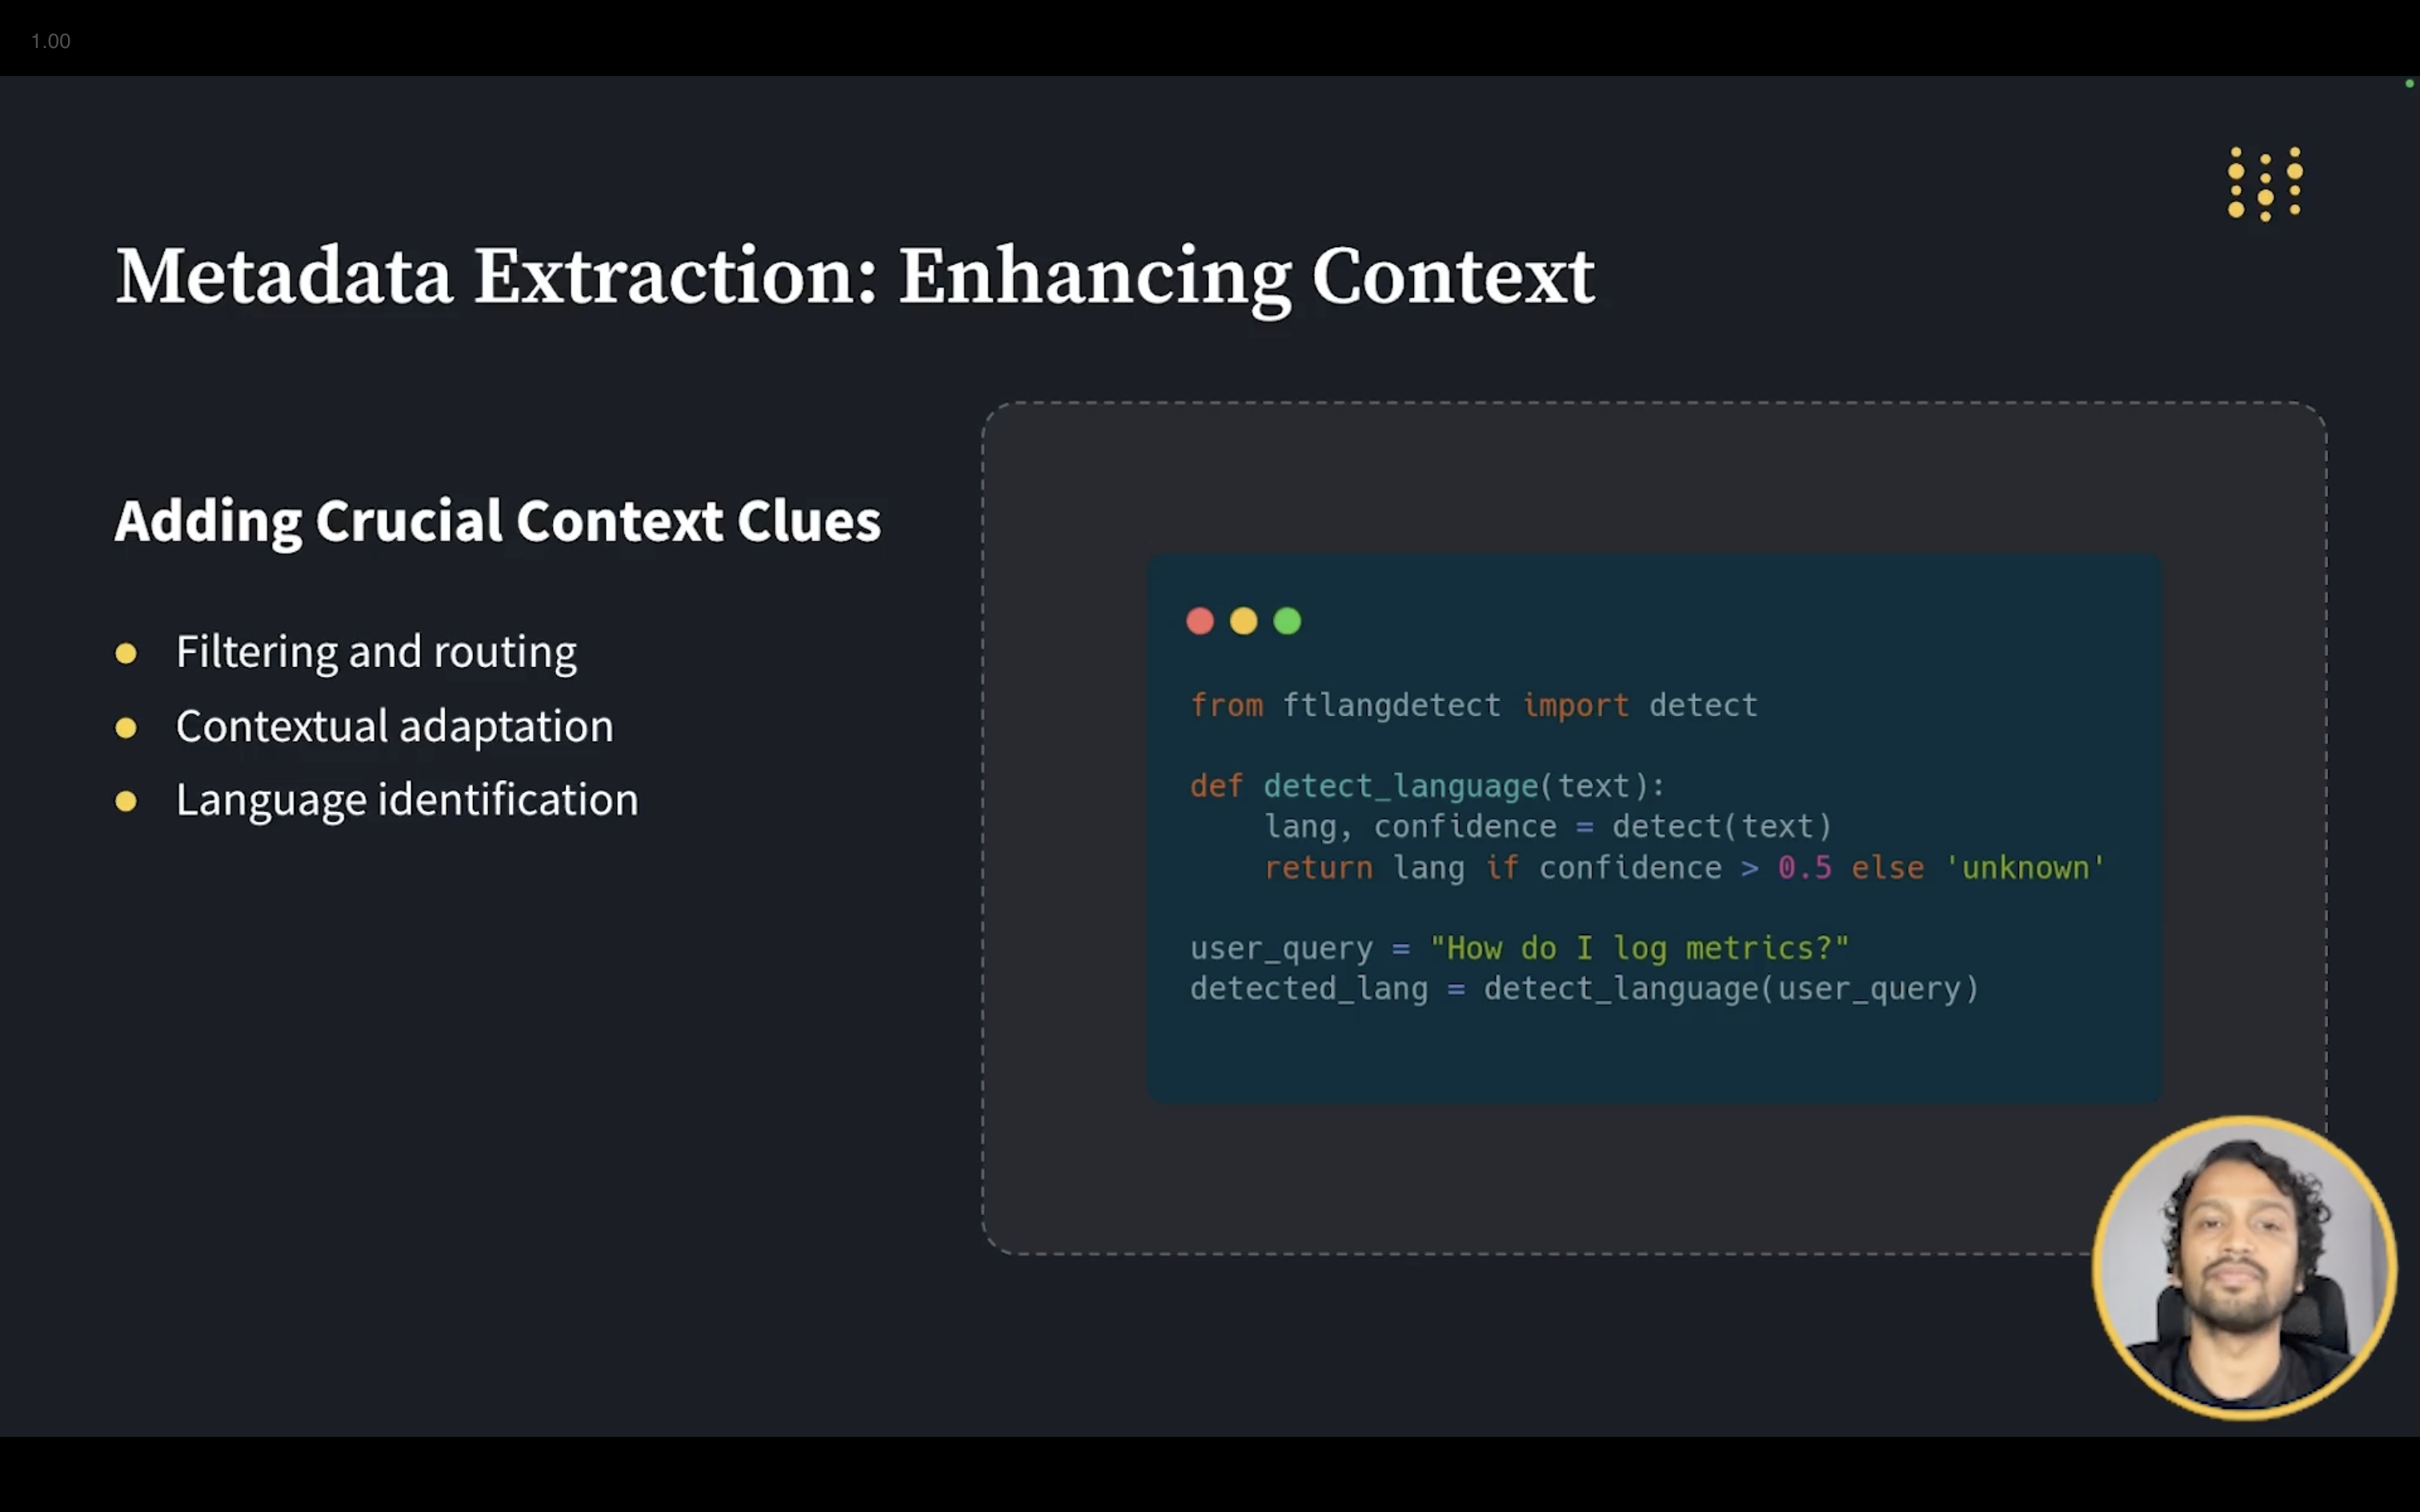 1.00
Metadata Extraction: Enhancing Context
Adding Crucial Context Clues
Filtering and routing
Contextual adaptation
Language identification
from ftlangdetect import detect
def detect_language(text):
    lang, confidence = detect(text)
    return lang if confidence > 0.5 else 'unknown'
user_query = "How do I log metrics?"
detected_lang = detect_language(user_query)